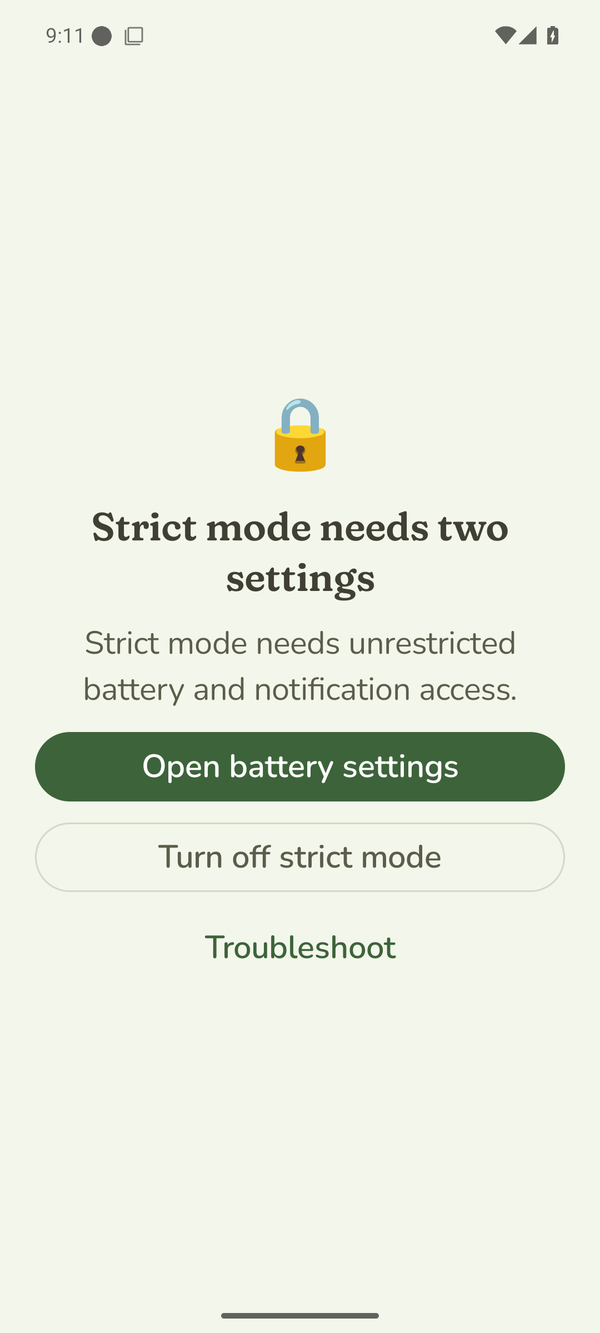 9:11
Strict mode needs two
settings
Strict mode needs unrestricted
battery and notification access.
Open battery settings
Turn off strict mode
Troubleshoot